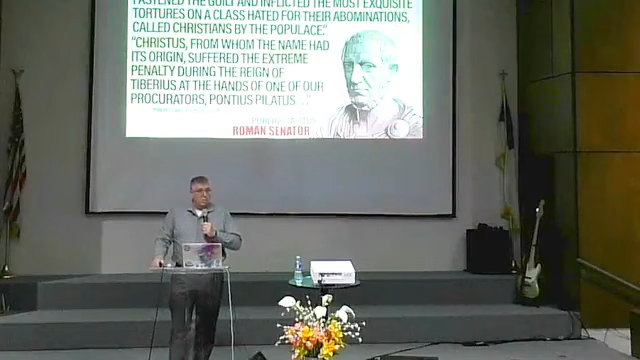 FASTENED THE GUILT AND INFLICTED THE MOST EXQUISITE
TORTURES ON A CLASS HATED FOR THEIR ABOMINATIONS,
CALLED CHRISTIANS BY THE POPULACE."
"CHRISTUS, FROM WHOM THE NAME HAD
ITS ORIGIN, SUFFERED THE EXTREME
PENALTY DURING THE REIGN OF
TIBERIUS AT THE HANDS OF ONE OF OUR
PROCURATORS, PONTIUS PILATUS ..."
ROMAN SENATOR